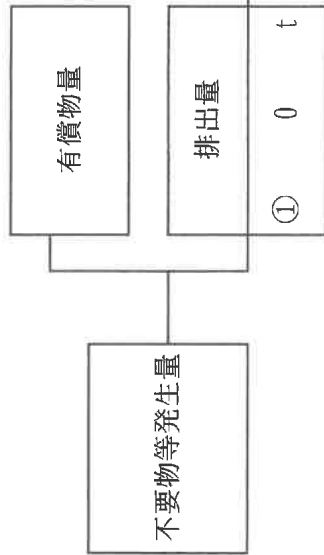 不要物等発生量
有償物量
排出量
① 0 t